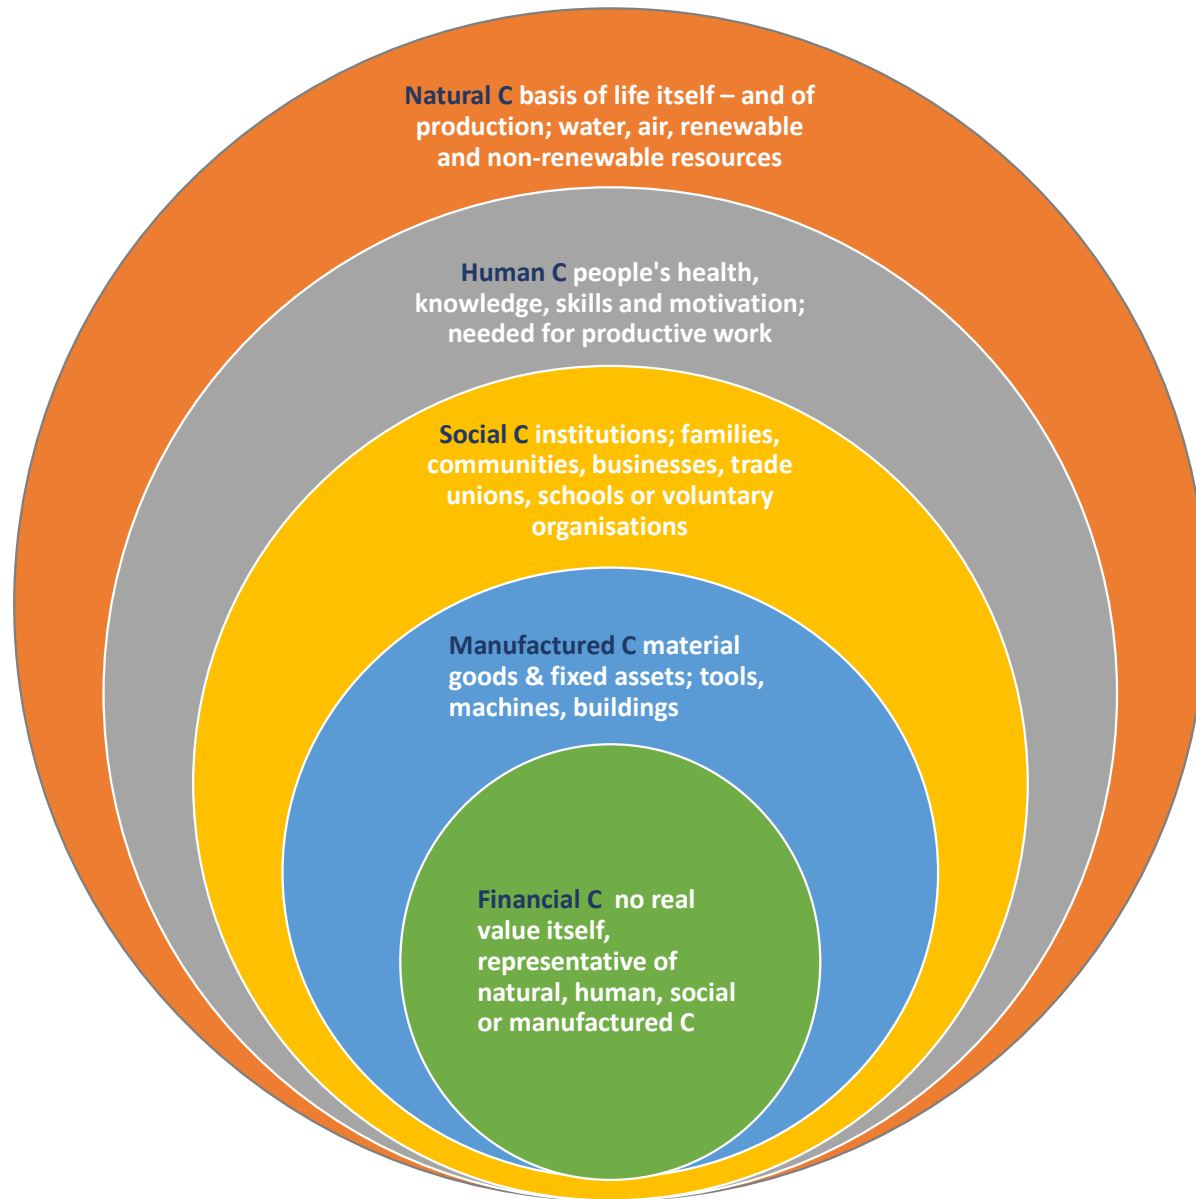 Natural C basis of life itself – and of
production; water, air, renewable
and non-renewable resources
Human C people's health,
knowledge, skills and motivation;
needed for productive work
Social C institutions; families,
communities, businesses, trade
unions, schools or voluntary
organisations
Manufactured C material
goods & fixed assets; tools,
machines, buildings
Financial C  no real
value itself,
representative of
natural, human, social
or manufactured C